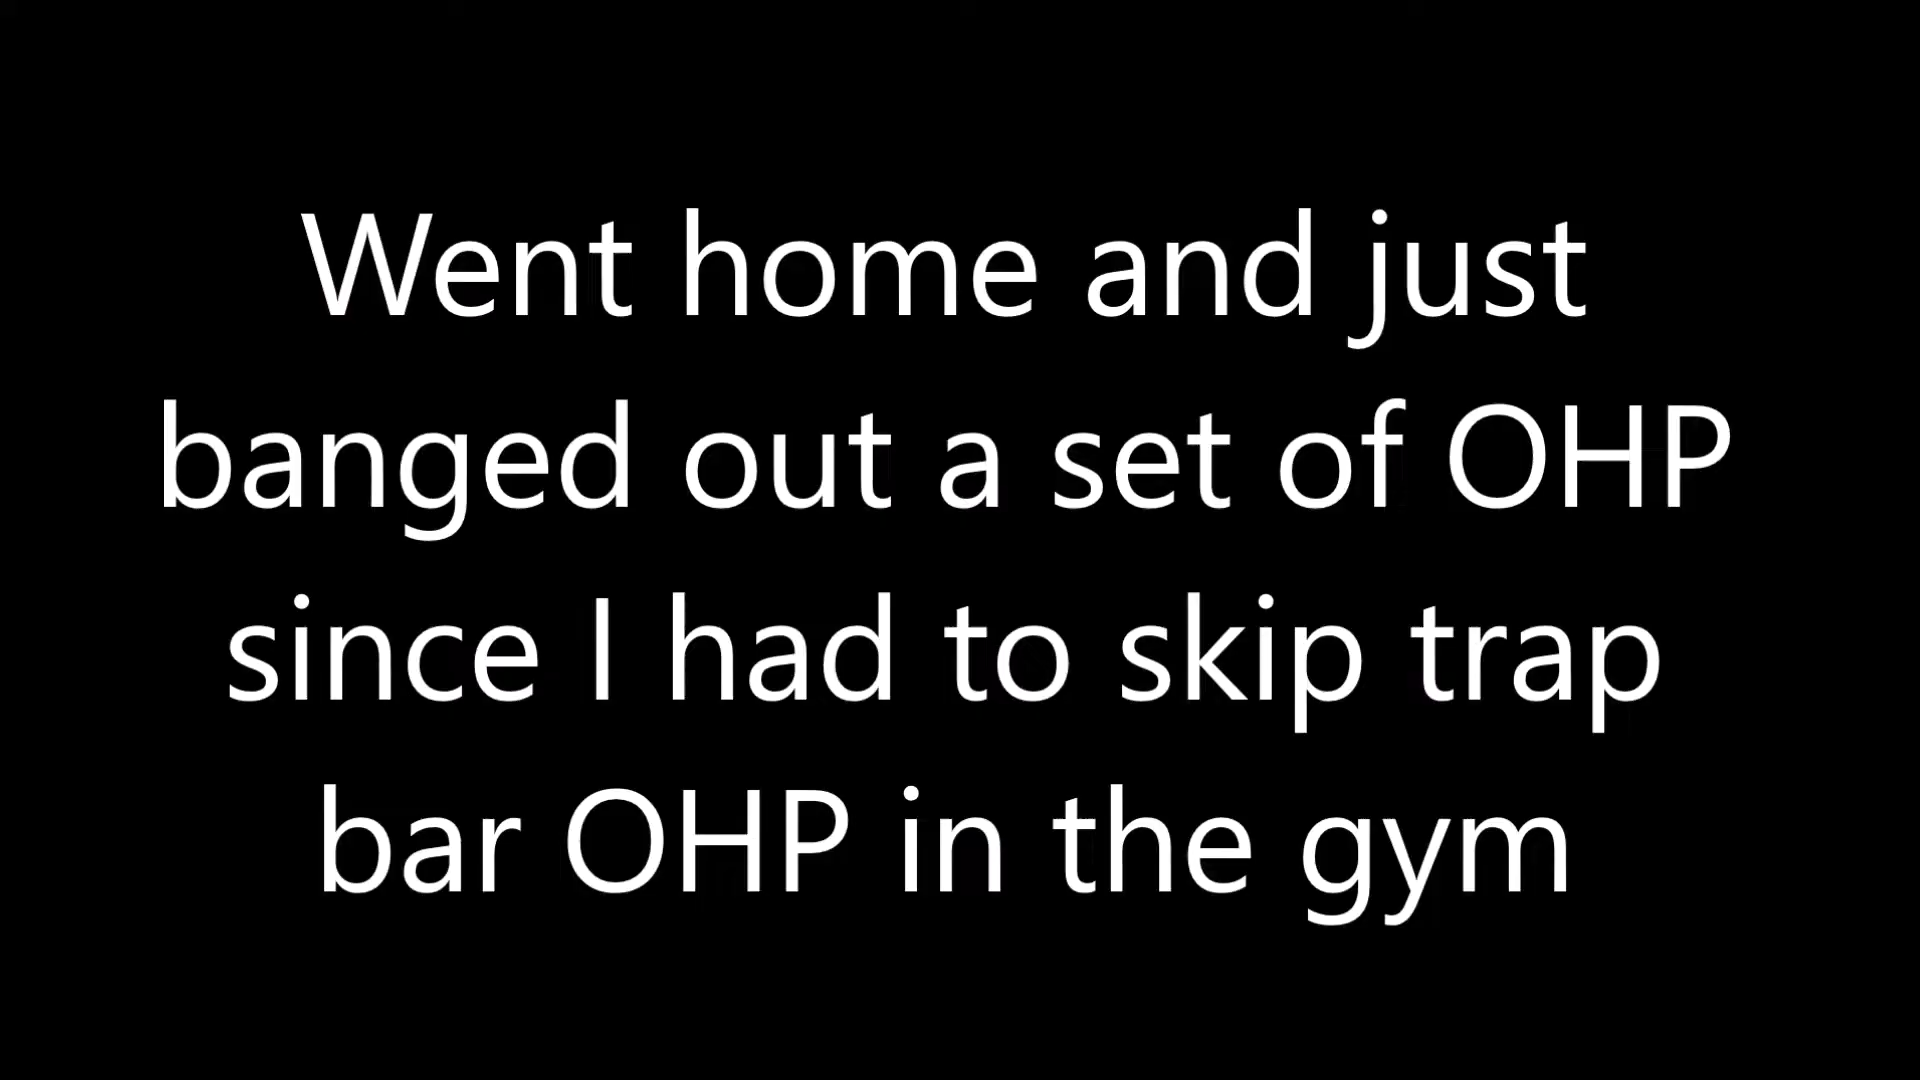 Went home and just
banged out a set of OHP
since I had to skip trap
bar OHP in the gym